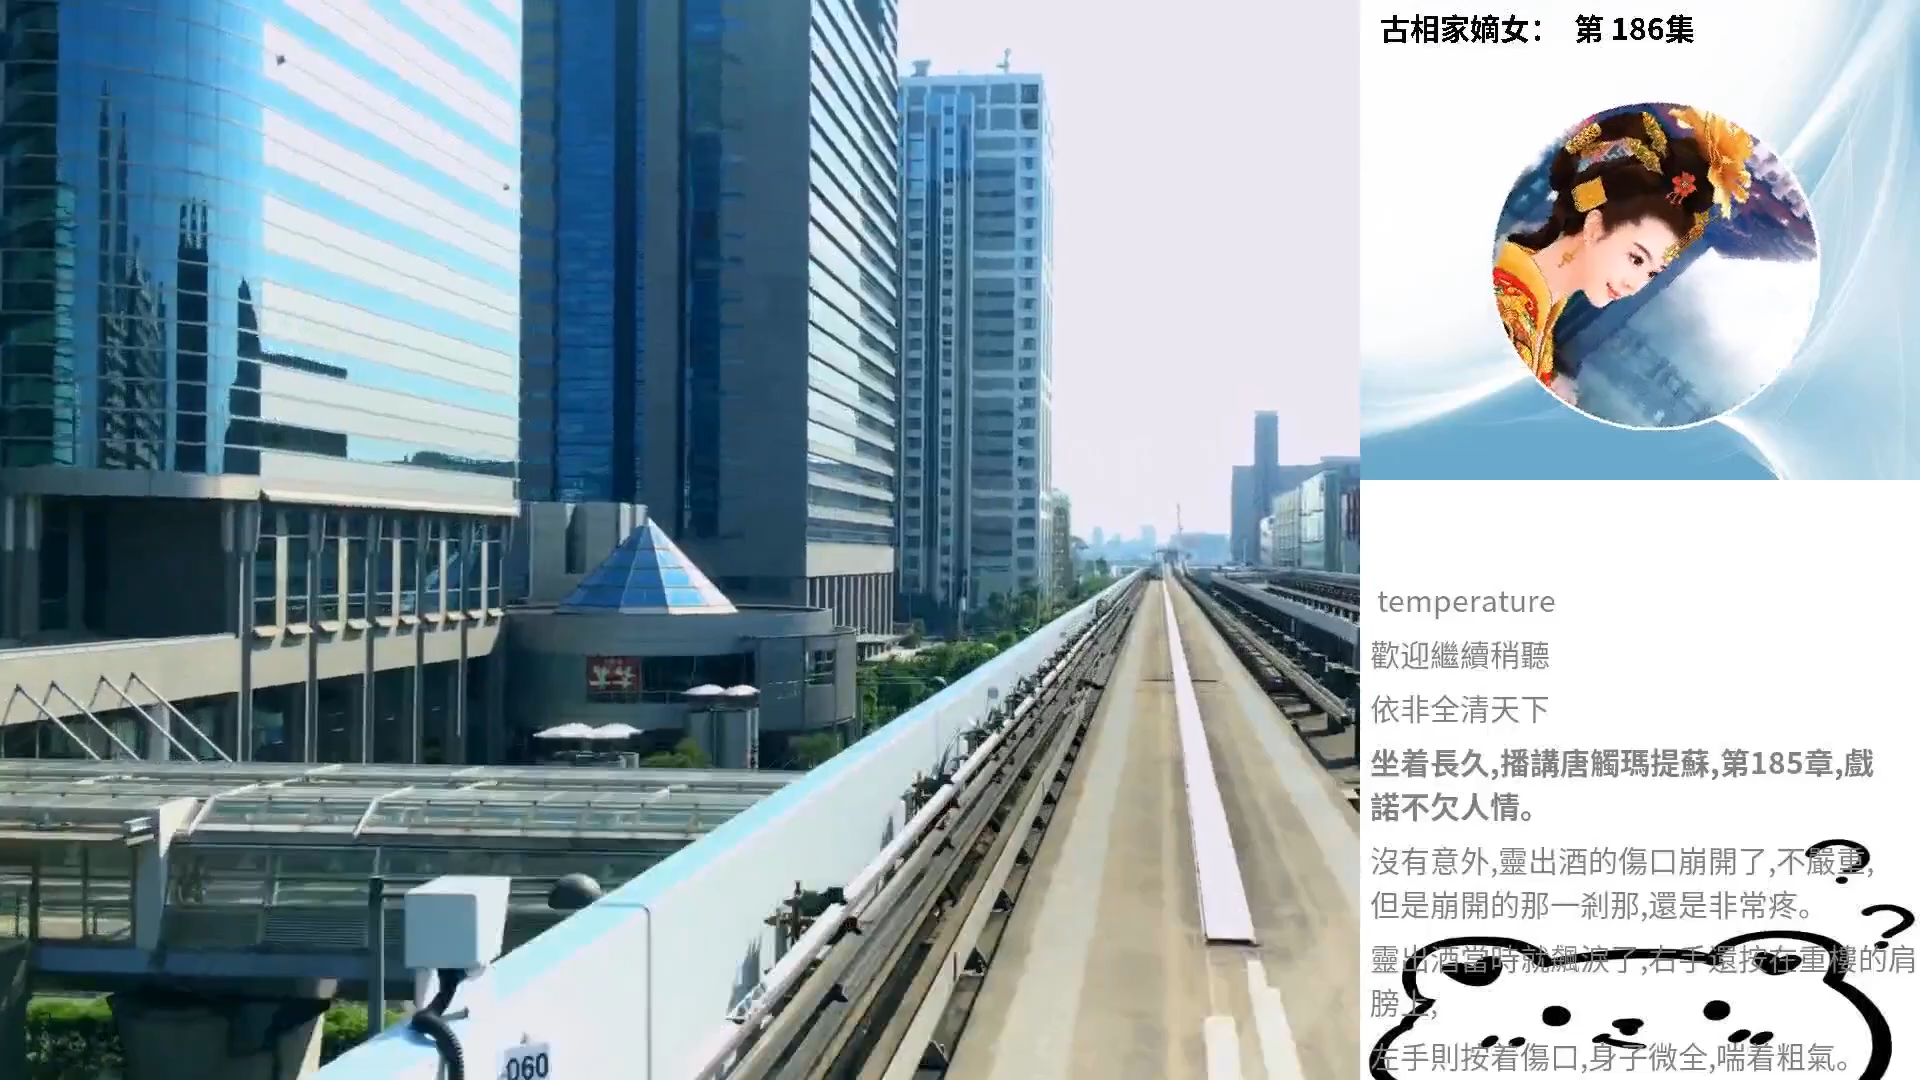 古相家嫡女： 第 186集
temperature
歡迎繼續稍聽
依非全清天下
坐着長久,播講唐觸瑪提蘇,第185章,戲
諾不欠人情。
沒有意外,靈出酒的傷口崩開了,不嚴重,
但是崩開的那一剎那,還是非常疼。
靈出酒當時就飆淚了,右手還按在重樓的肩
膀上,
左手則按着傷口,身子微全,喘着粗氣。
060